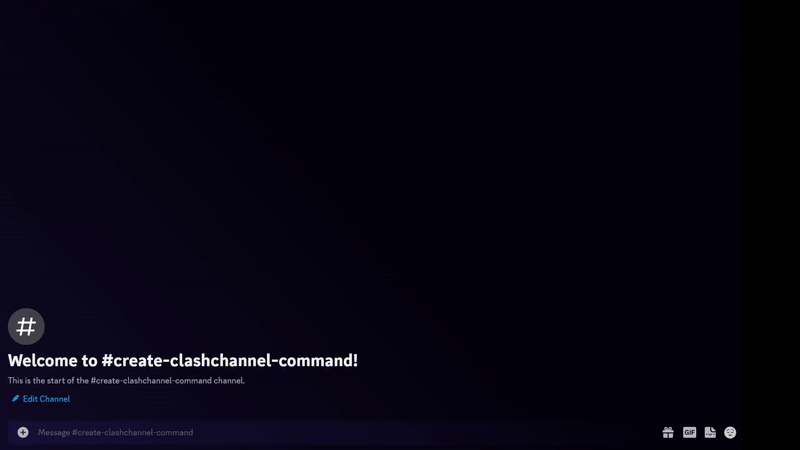 #
Welcome to #create-clashchannel-command!
This is the start of the #create-clashchannel-command channel.
Edit Channel
Message #create-clashchannel-command
GIF